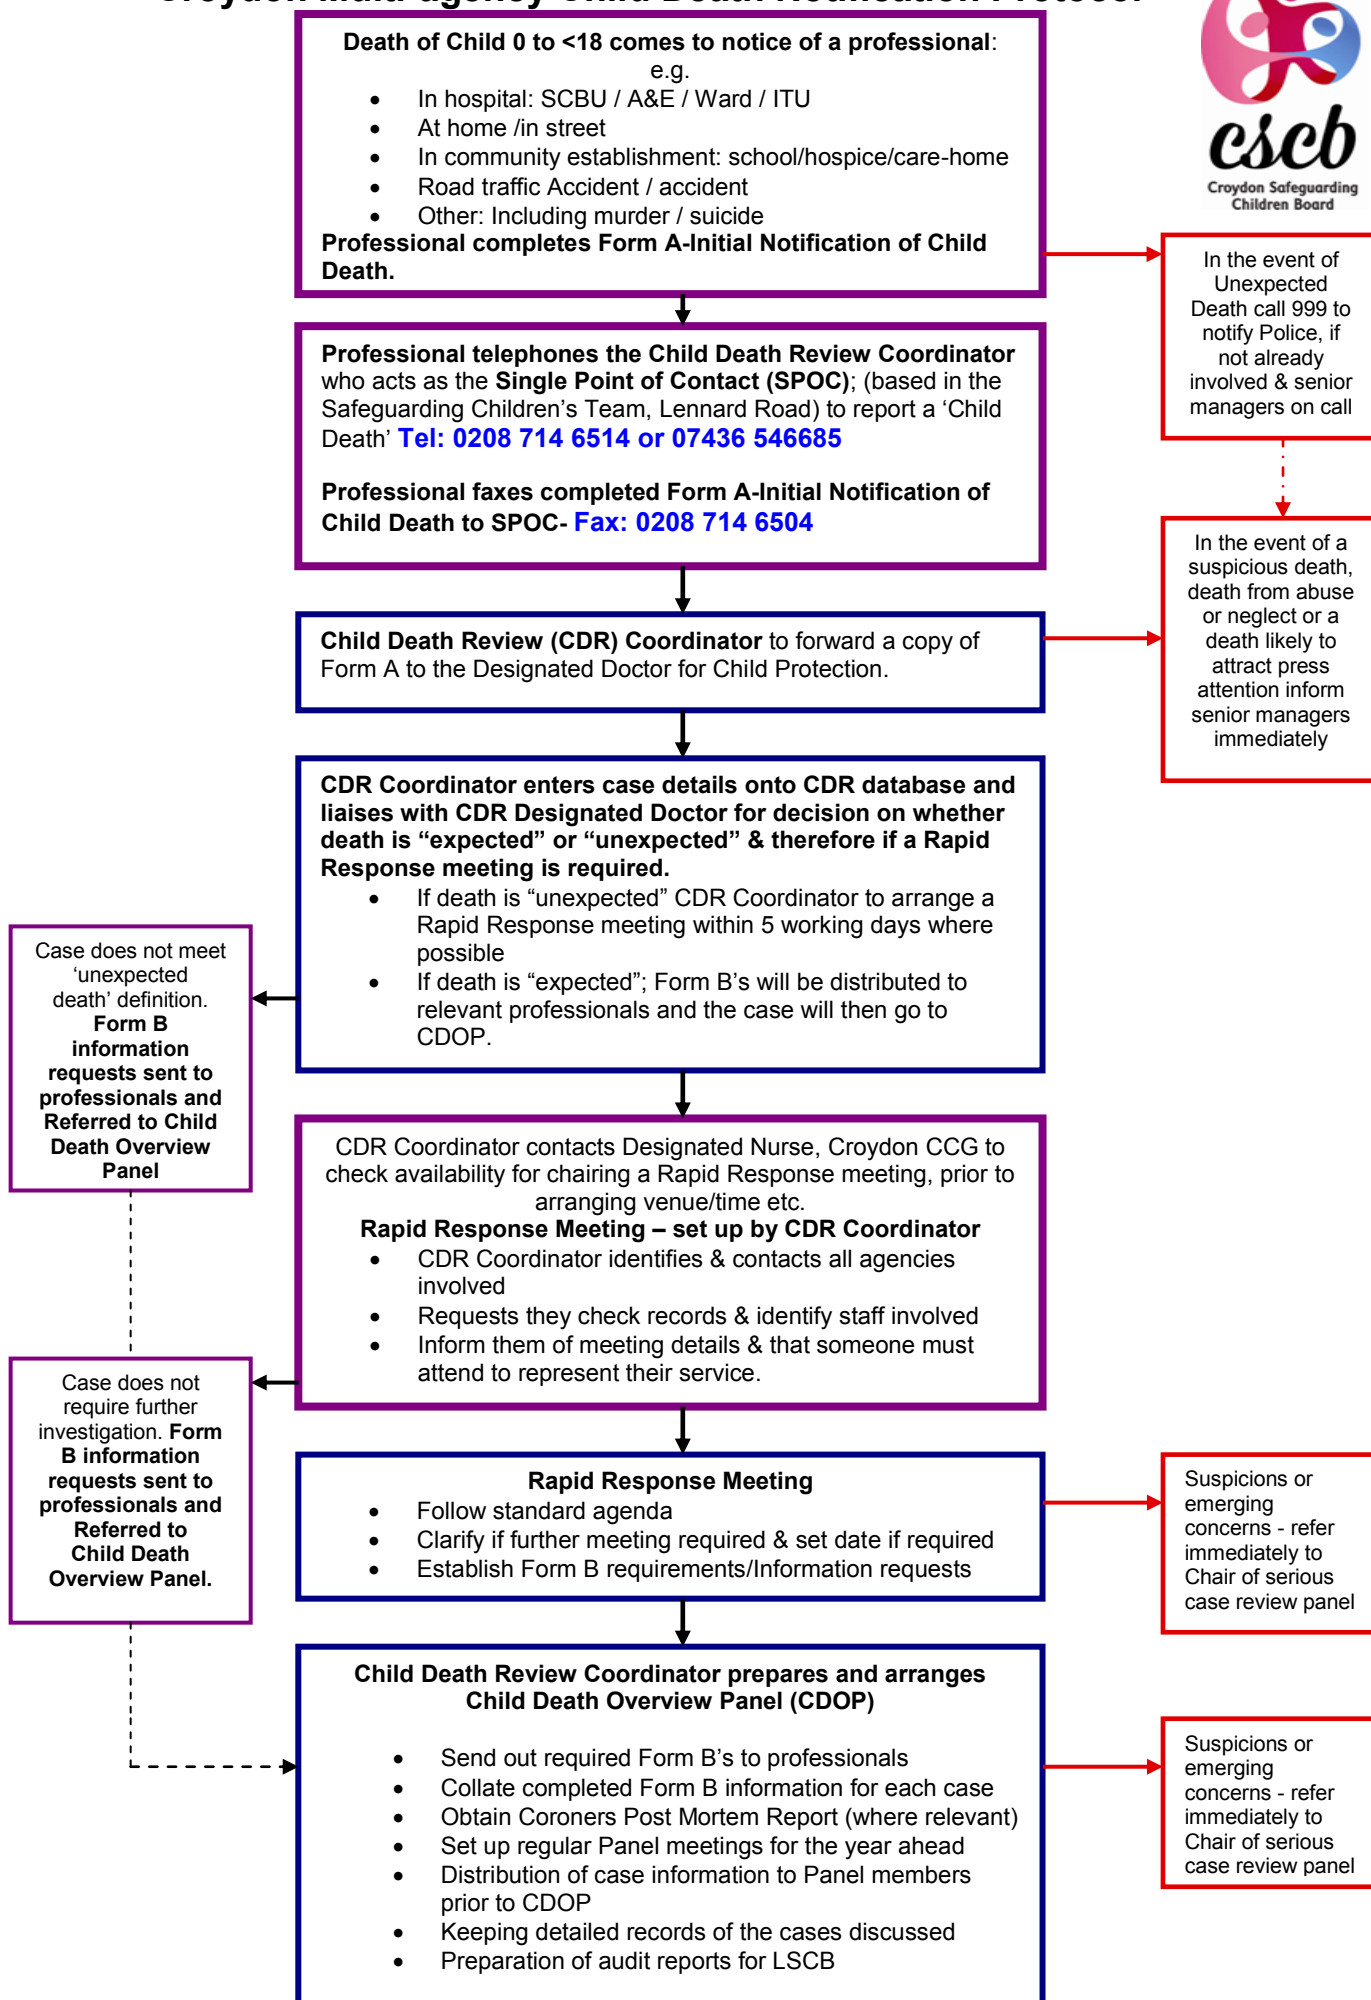 Croydon Multi-agency Child Death Notification Protocol
Death of Child 0 to <18 comes to notice of a professional:
e.g.
• In hospital: SCBU / A&E / Ward / ITU
• At home /in street
• In community establishment: school/hospice/care-home
• Road traffic Accident / accident
• Other: Including murder / suicide
Professional completes Form A-Initial Notification of Child
Death.
cscb
Croydon Safeguarding
Children Board
In the event of
Unexpected
Death call 999 to
notify Police, if
not already
involved & senior
managers on call
Professional telephones the Child Death Review Coordinator
who acts as the Single Point of Contact (SPOC); (based in the
Safeguarding Children's Team, Lennard Road) to report a ‘Child
Death’ Tel: 0208 714 6514 or 07436 546685
Professional faxes completed Form A-Initial Notification of
Child Death to SPOC- Fax: 0208 714 6504
In the event of a
suspicious death,
death from abuse
or neglect or a
death likely to
attract press
attention inform
senior managers
immediately
Child Death Review (CDR) Coordinator to forward a copy of
Form A to the Designated Doctor for Child Protection.
CDR Coordinator enters case details onto CDR database and
liaises with CDR Designated Doctor for decision on whether
death is “expected” or “unexpected” & therefore if a Rapid
Response meeting is required.
• If death is “unexpected” CDR Coordinator to arrange a
Rapid Response meeting within 5 working days where
possible
• If death is “expected”; Form B’s will be distributed to
relevant professionals and the case will then go to
CDOP.
Case does not meet
‘unexpected
death’ definition.
Form B
information
requests sent to
professionals and
Referred to Child
Death Overview
Panel
CDR Coordinator contacts Designated Nurse, Croydon CCG to
check availability for chairing a Rapid Response meeting, prior to
arranging venue/time etc.
Rapid Response Meeting – set up by CDR Coordinator
• CDR Coordinator identifies & contacts all agencies
involved
• Requests they check records & identify staff involved
• Inform them of meeting details & that someone must
attend to represent their service.
Case does not
require further
investigation. Form
B information
requests sent to
professionals and
Referred to
Child Death
Overview Panel.
Rapid Response Meeting
• Follow standard agenda
• Clarify if further meeting required & set date if required
• Establish Form B requirements/Information requests
Suspicions or
emerging
concerns - refer
immediately to
Chair of serious
case review panel
Child Death Review Coordinator prepares and arranges
Child Death Overview Panel (CDOP)
• Send out required Form B’s to professionals
• Collate completed Form B information for each case
• Obtain Coroners Post Mortem Report (where relevant)
• Set up regular Panel meetings for the year ahead
• Distribution of case information to Panel members
prior to CDOP
• Keeping detailed records of the cases discussed
• Preparation of audit reports for LSCB
Suspicions or
emerging
concerns - refer
immediately to
Chair of serious
case review panel